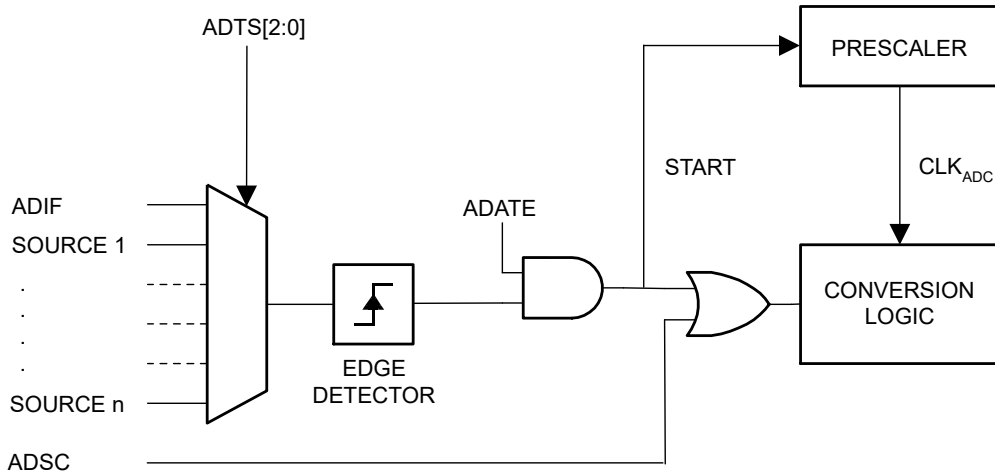 ADTS[2:0]
PRESCALER
START
CLKADC
ADIF
ADATE
SOURCE 1
.
.
.
CONVERSION
LOGIC
EDGE
DETECTOR
SOURCE n
ADSC